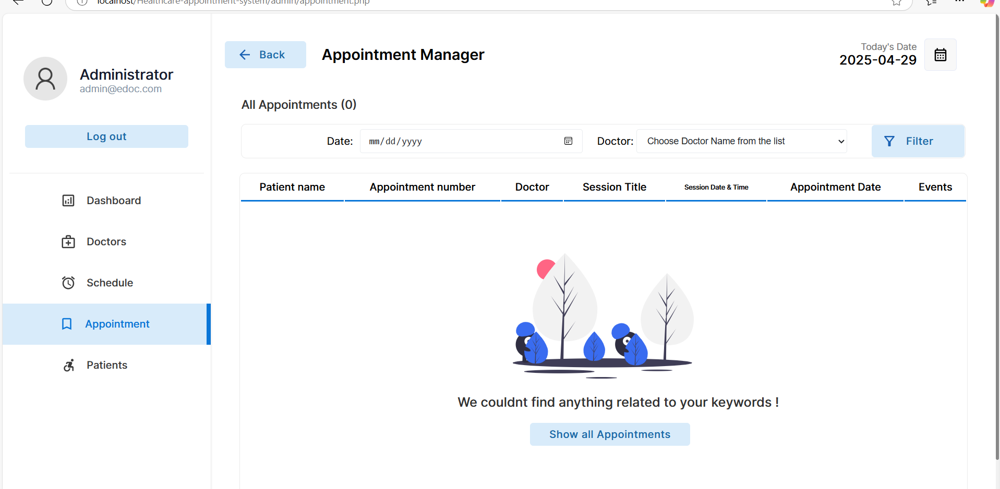 localhost/Healthcare-appointment-system/admin/appointment.php
Administrator
admin@edoc.com
Log out
Dashboard
Doctors
Schedule
Appointment
Patients
Back
Appointment Manager
Today's Date
2025-04-29
All Appointments (0)
Date: mm/dd/yyyy Doctor: Choose Doctor Name from the list Filter
Patient name Appointment number Doctor Session Title Session Date & Time Appointment Date Events
We couldnt find anything related to your keywords !
Show all Appointments